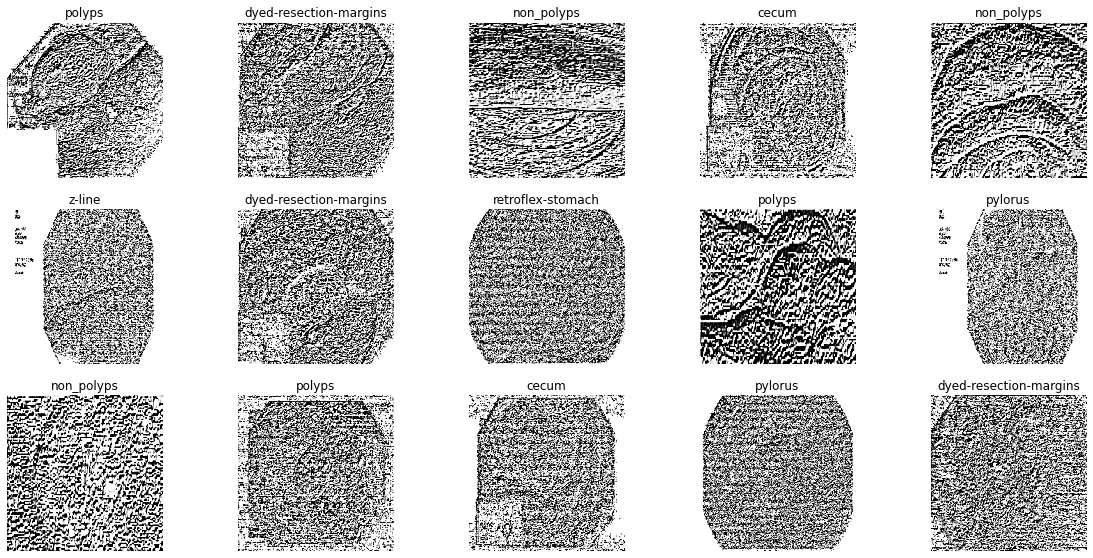 polyps dyed-resection-margins non_polyps cecum non_polyps
z-line dyed-resection-margins retroflex-stomach polyps pylorus
non_polyps polyps cecum pylorus dyed-resection-margins